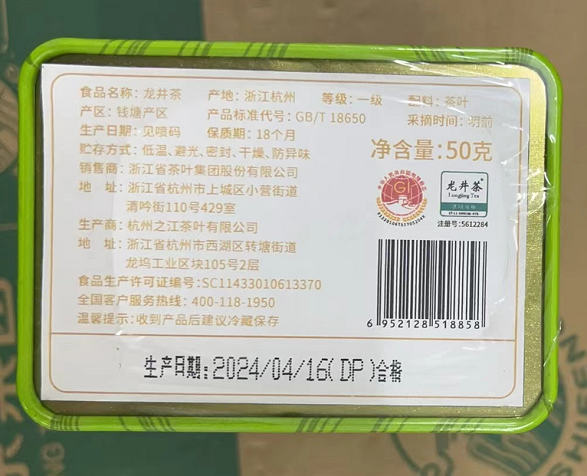 食品名称: 龙井茶 产地: 浙江杭州 等级: 一级 配料: 茶叶
产区: 钱塘产区 产品标准代号: GB/T 18650 采摘时间: 明前
生产日期: 见喷码 保质期: 18个月
贮存方式: 低温、避光、密封、干燥、防异味
净含量: 50克
销售商: 浙江省茶叶集团股份有限公司
地 址: 浙江省杭州市上城区小营街道
清吟街110号429室
生产商: 杭州之江茶叶有限公司
地 址: 浙江省杭州市西湖区转塘街道
龙坞工业区块105号2层
食品生产许可证编号: SC11433010613370
全国客户服务热线: 400-118-1950
温馨提示: 收到产品后建议冷藏保存
GI
龙井茶
Longjing Tea
注册号: 5612284
6 952128 518858
生产日期: 2024/04/16(DP)合格